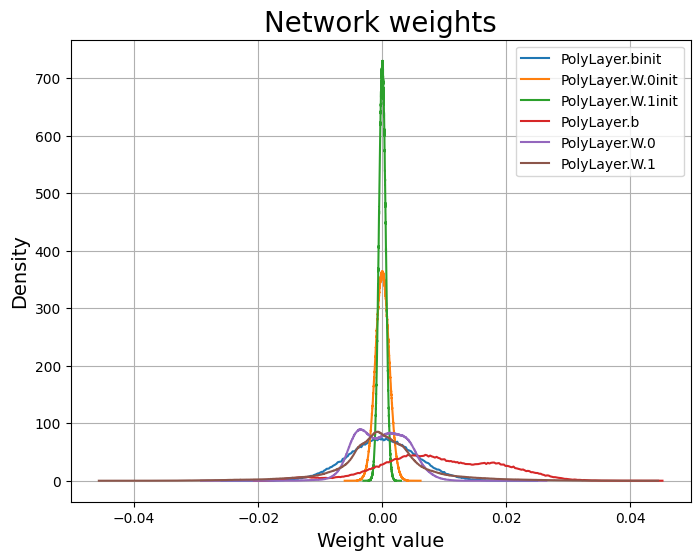 Network weights
Density
700
600
500
400
300
200
100
0
PolyLayer.binit
PolyLayer.W.0init
PolyLayer.W.1init
PolyLayer.b
PolyLayer.W.0
PolyLayer.W.1
−0.04
−0.02
0.00
0.02
0.04
Weight value